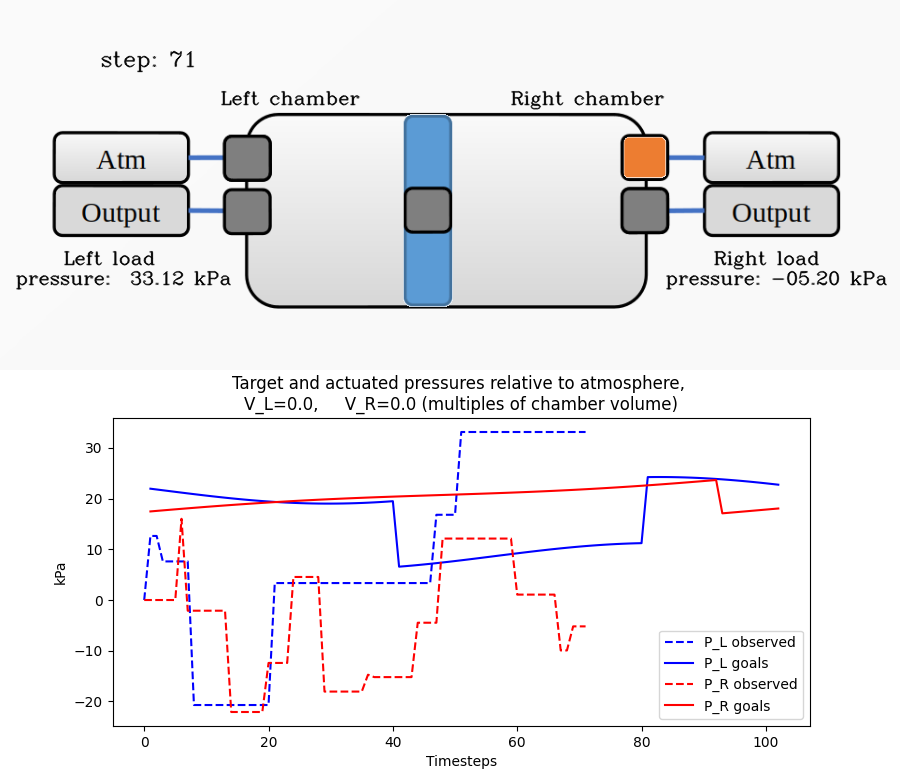 step: 71
Left chamber
Right chamber
Atm
Atm
Output
Output
Left load
pressure: 33.12 kPa
Right load
pressure: −05.20 kPa
Target and actuated pressures relative to atmosphere,
V_L=0.0, V_R=0.0 (multiples of chamber volume)
30
20
10
0
−10
−20
kPa
P_L observed
P_L goals
P_R observed
P_R goals
0
20
40
60
80
100
Timesteps